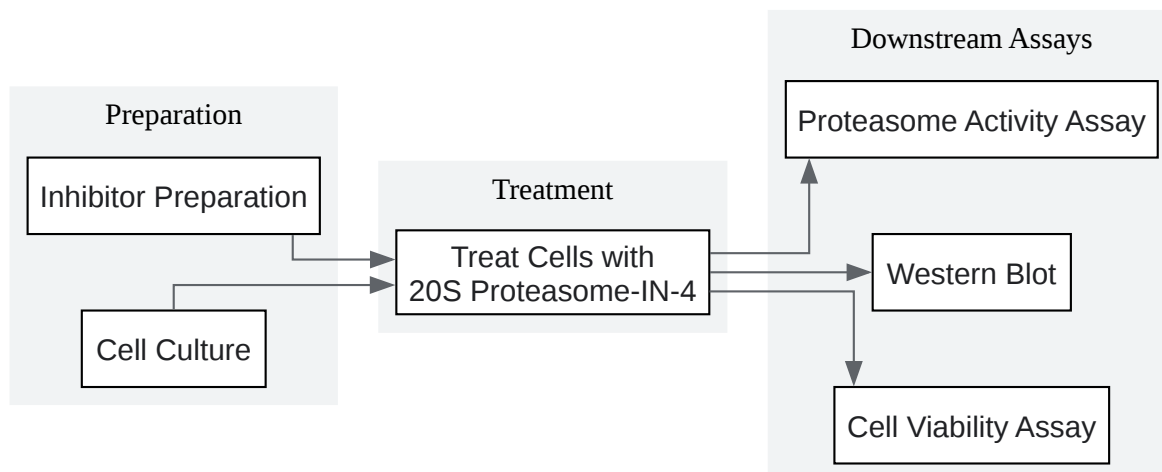 Preparation
Inhibitor Preparation
Cell Culture
Treatment
Treat Cells with
20S Proteasome-IN-4
Downstream Assays
Proteasome Activity Assay
Western Blot
Cell Viability Assay